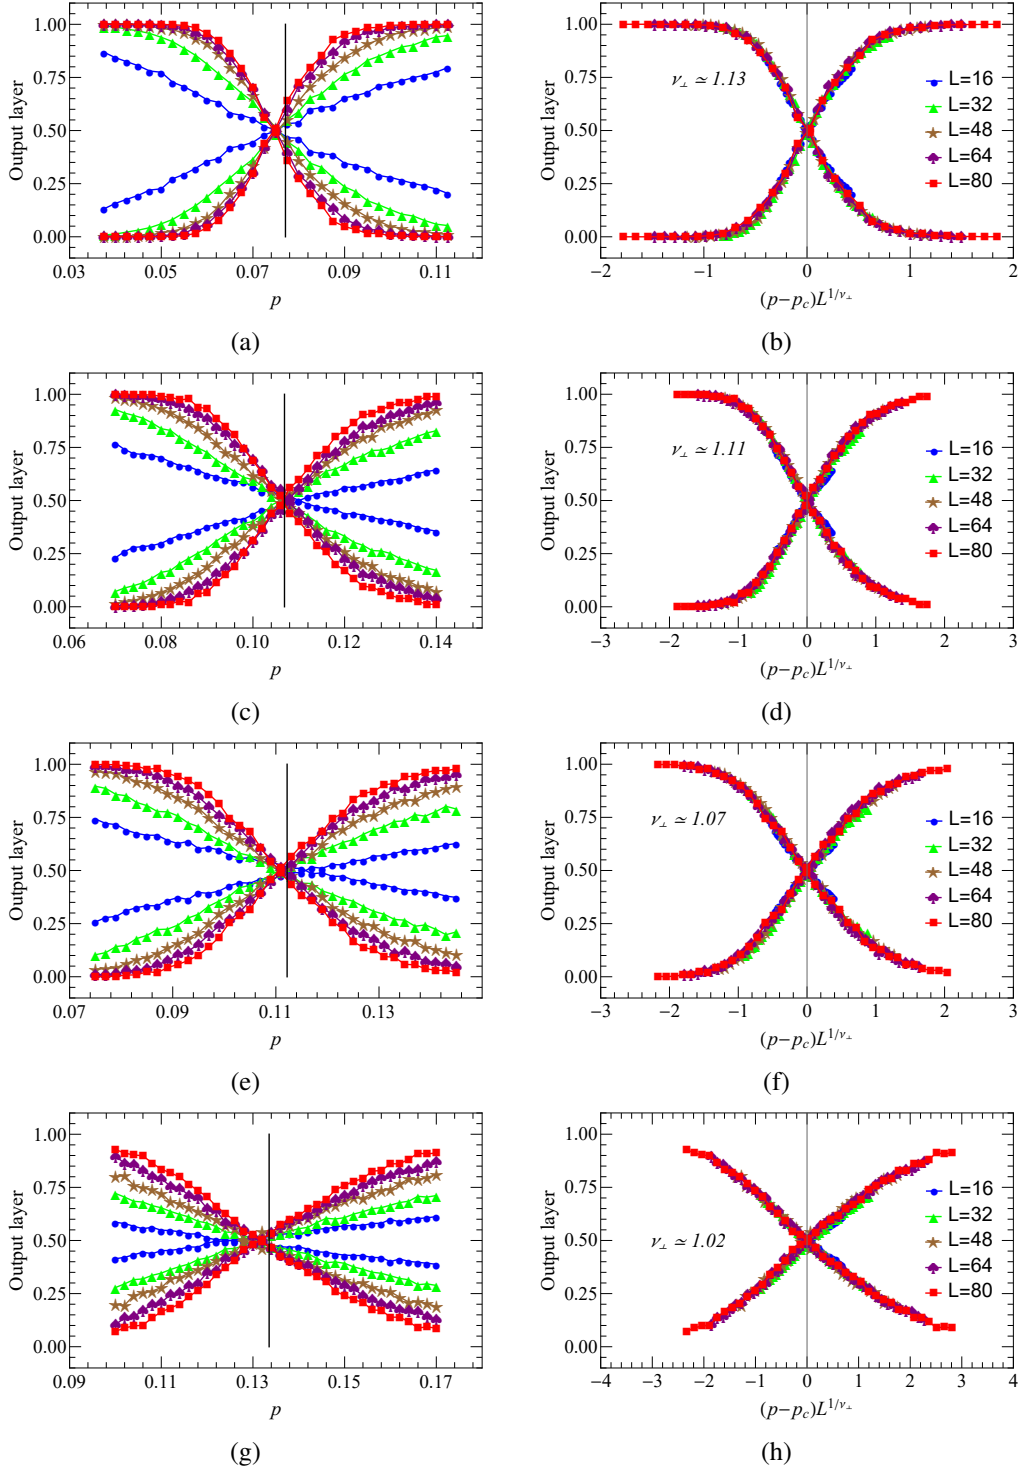 Output layer
1.00
0.75
0.50
0.25
0.00
0.03 0.05 0.07 0.09 0.11
p
(a)
Output layer
1.00
0.75
0.50
0.25
0.00
ν⊥ ≃ 1.13
L=16
L=32
L=48
L=64
L=80
−2 −1 0 1 2
(p−pc)L^1/ν⊥
(b)
Output layer
1.00
0.75
0.50
0.25
0.00
0.06 0.08 0.10 0.12 0.14
p
(c)
Output layer
1.00
0.75
0.50
0.25
0.00
ν⊥ ≃ 1.11
L=16
L=32
L=48
L=64
L=80
−3 −2 −1 0 1 2 3
(p−pc)L^1/ν⊥
(d)
Output layer
1.00
0.75
0.50
0.25
0.00
0.07 0.09 0.11 0.13
p
(e)
Output layer
1.00
0.75
0.50
0.25
0.00
ν⊥ ≃ 1.07
L=16
L=32
L=48
L=64
L=80
−3 −2 −1 0 1 2 3
(p−pc)L^1/ν⊥
(f)
Output layer
1.00
0.75
0.50
0.25
0.00
0.09 0.11 0.13 0.15 0.17
p
(g)
Output layer
1.00
0.75
0.50
0.25
0.00
ν⊥ ≃ 1.02
L=16
L=32
L=48
L=64
L=80
−4 −3 −2 −1 0 1 2 3 4
(p−pc)L^1/ν⊥
(h)